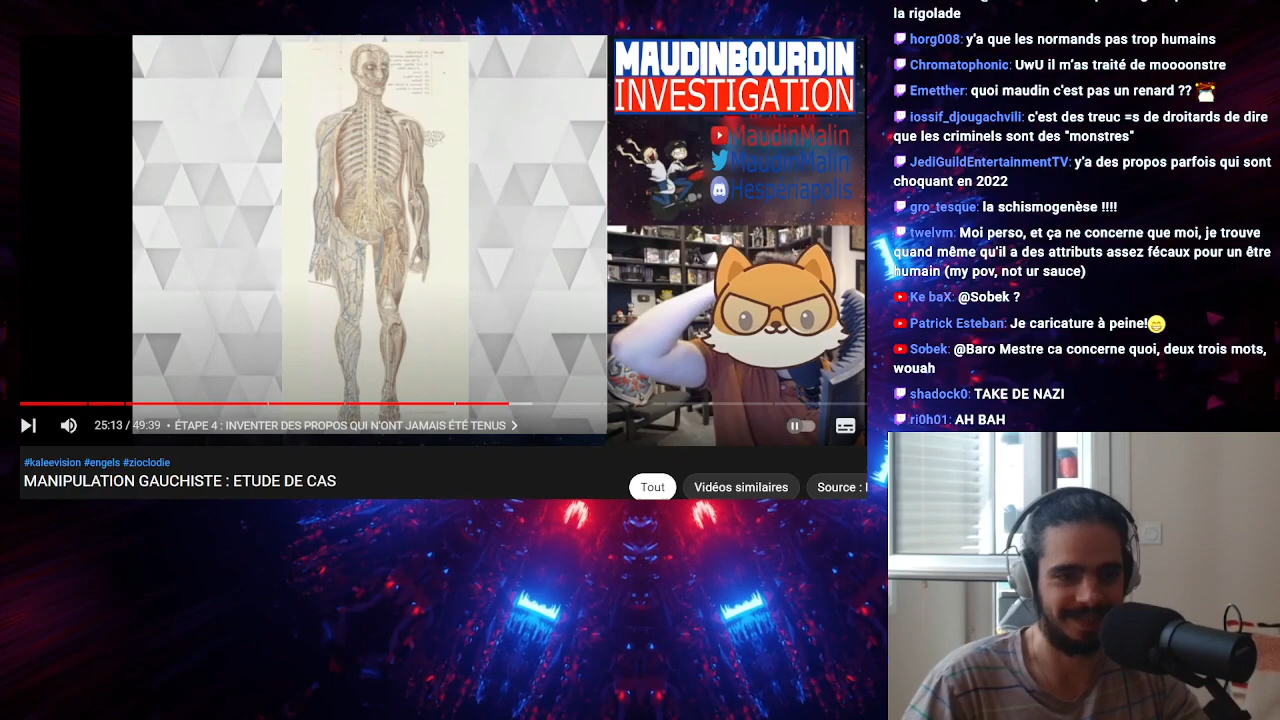 MAUDINBOURDIN
INVESTIGATION
MaudinMalin
MaudinMalin
Hespériapolis
25:13 / 49:39 • ÉTAPE 4 : INVENTER DES PROPOS QUI N'ONT JAMAIS ÉTÉ TENUS
#kaleevision #engels #zioclodie
MANIPULATION GAUCHISTE : ETUDE DE CAS
Tout
Vidéos similaires
Source :
la rigolade
horg008: y'a que les normands pas trop humains
Chromatophonic: UwU il m'as traité de mooonstre
Emetther: quoi maudin c'est pas un renard ??
iossif_djougachvili: c'est des treuc =s de droite de dire
que les criminels sont des "monstres"
JediGuildEntertainmentTV: y'a des propos nazis qui sont
choquant en 2022
gro_tesque: la schismogenèse !!!!
twelvm: Moi perso, et ça ne concerne que moi, je trouve
quand même qu'il a des attributs assez fécaux pour un être
humain (my pov, not ur sauce)
Ke baX: @Sobek ?
Patrick Esteban: Je caricature à peine!
Sobek: @Baro Mestre ca concerne quoi, deux trois mots,
wouah
shadock0: TAKE DE NAZI
ri0h01: AH BAH